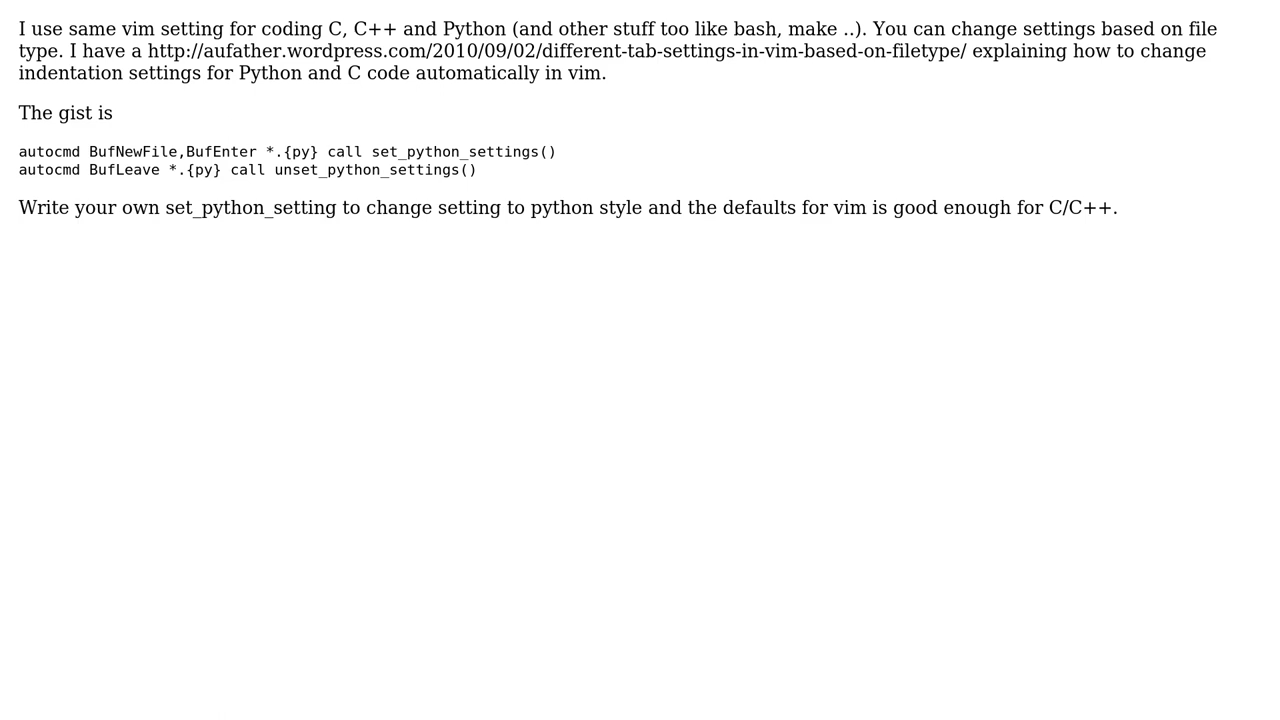 I use same vim setting for coding C, C++ and Python (and other stuff too like bash, make ..). You can change settings based on file
type. I have a http://aufather.wordpress.com/2010/09/02/different-tab-settings-in-vim-based-on-filetype/ explaining how to change
indentation settings for Python and C code automatically in vim.
The gist is
autocmd BufNewFile,BufEnter *.{py} call set_python_settings()
autocmd BufLeave *.{py} call unset_python_settings()
Write your own set_python_setting to change setting to python style and the defaults for vim is good enough for C/C++.